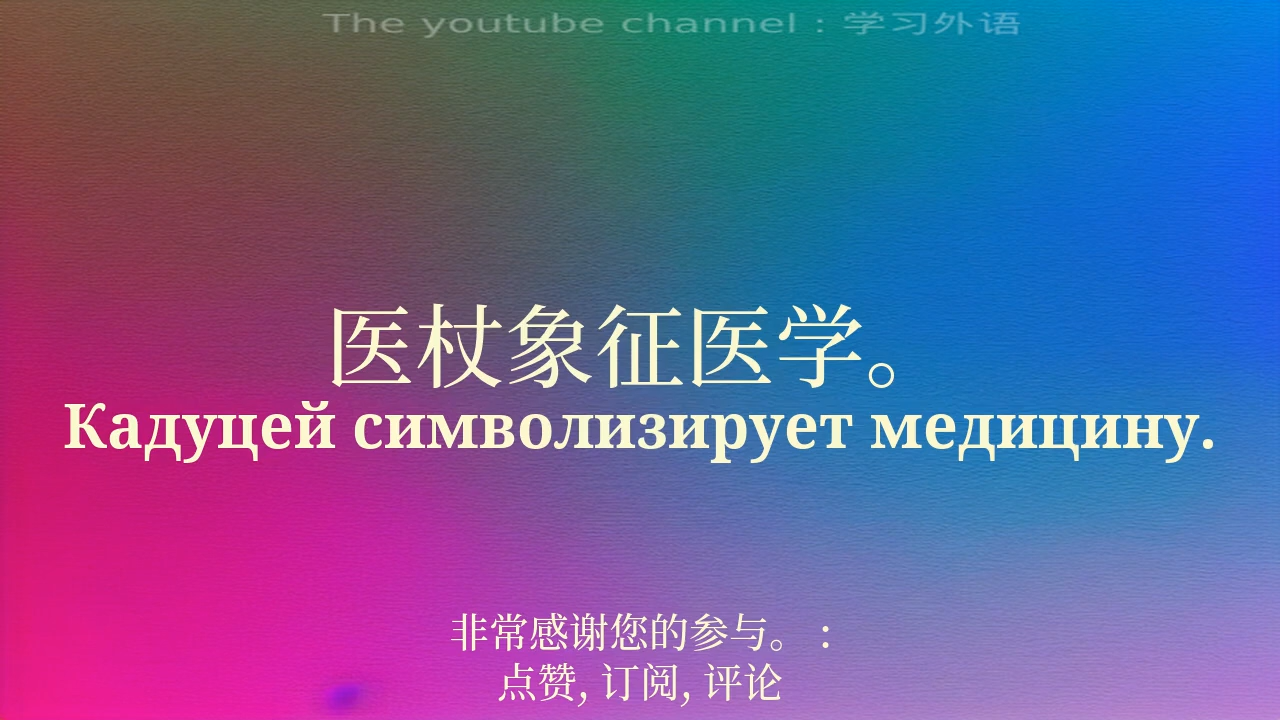 The youtube channel : 学习外语
医杖象征医学。
Кадуцей символизирует медицину.
非常感谢您的参与。 :
点赞, 订阅, 评论